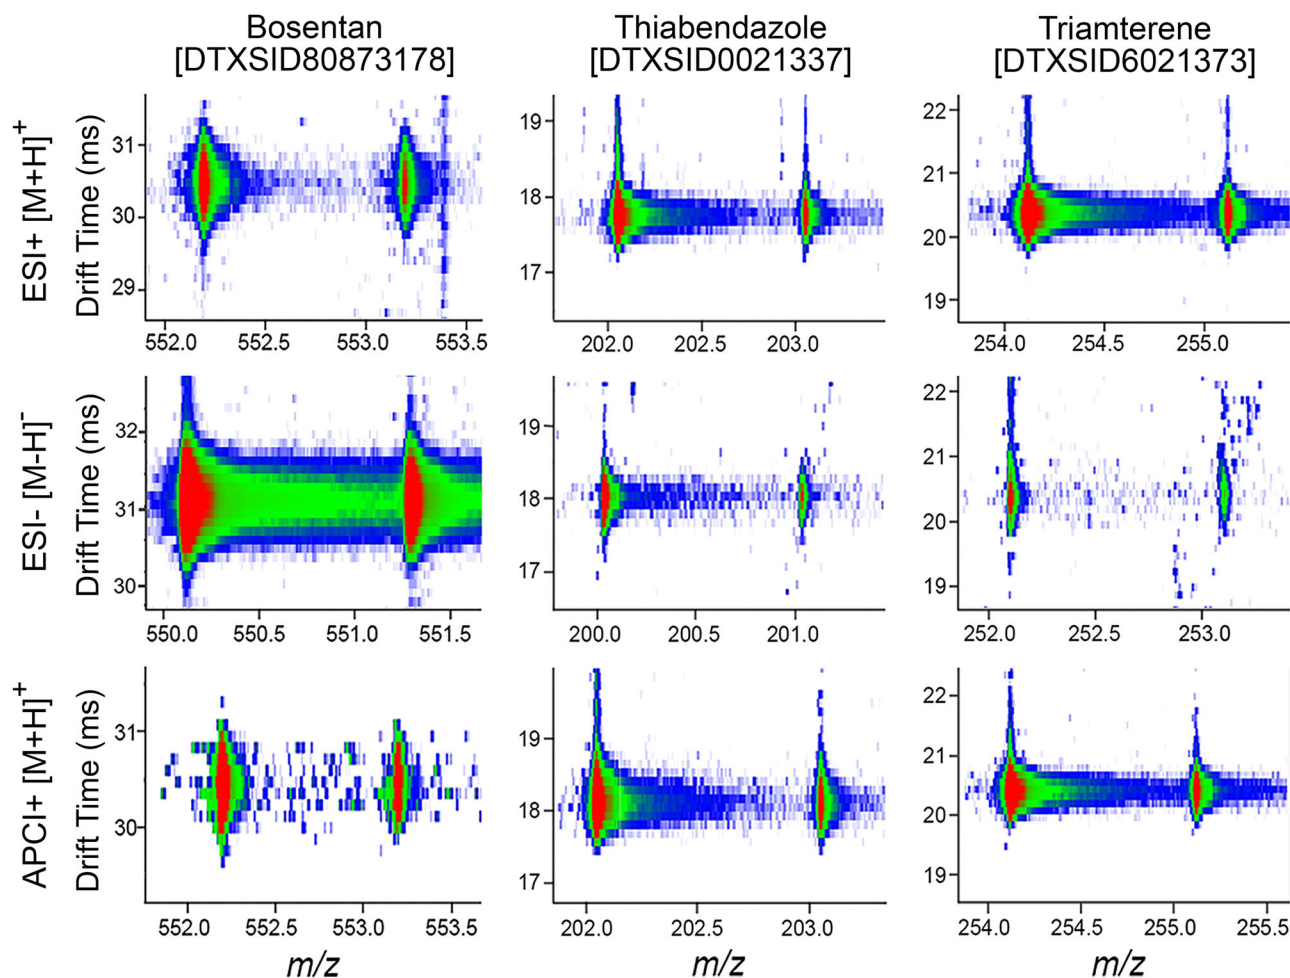 Bosentan
[DTXSID80873178]
Thiabendazole
[DTXSID0021337]
Triamterene
[DTXSID6021373]
ESI+ [M+H]+
Drift Time (ms)
31
30
29
552.0 552.5 553.0 553.5
19
18
17
202.0 202.5 203.0
22
21
20
19
254.0 254.5 255.0
ESI- [M-H]-
Drift Time (ms)
32
31
30
550.0 550.5 551.0 551.5
19
18
17
200.0 200.5 201.0
22
21
20
19
252.0 252.5 253.0
APCI+ [M+H]+
Drift Time (ms)
31
30
552.0 552.5 553.0 553.5
19
18
17
202.0 202.5 203.0
22
21
20
19
254.0 254.5 255.0 255.5
m/z
m/z
m/z